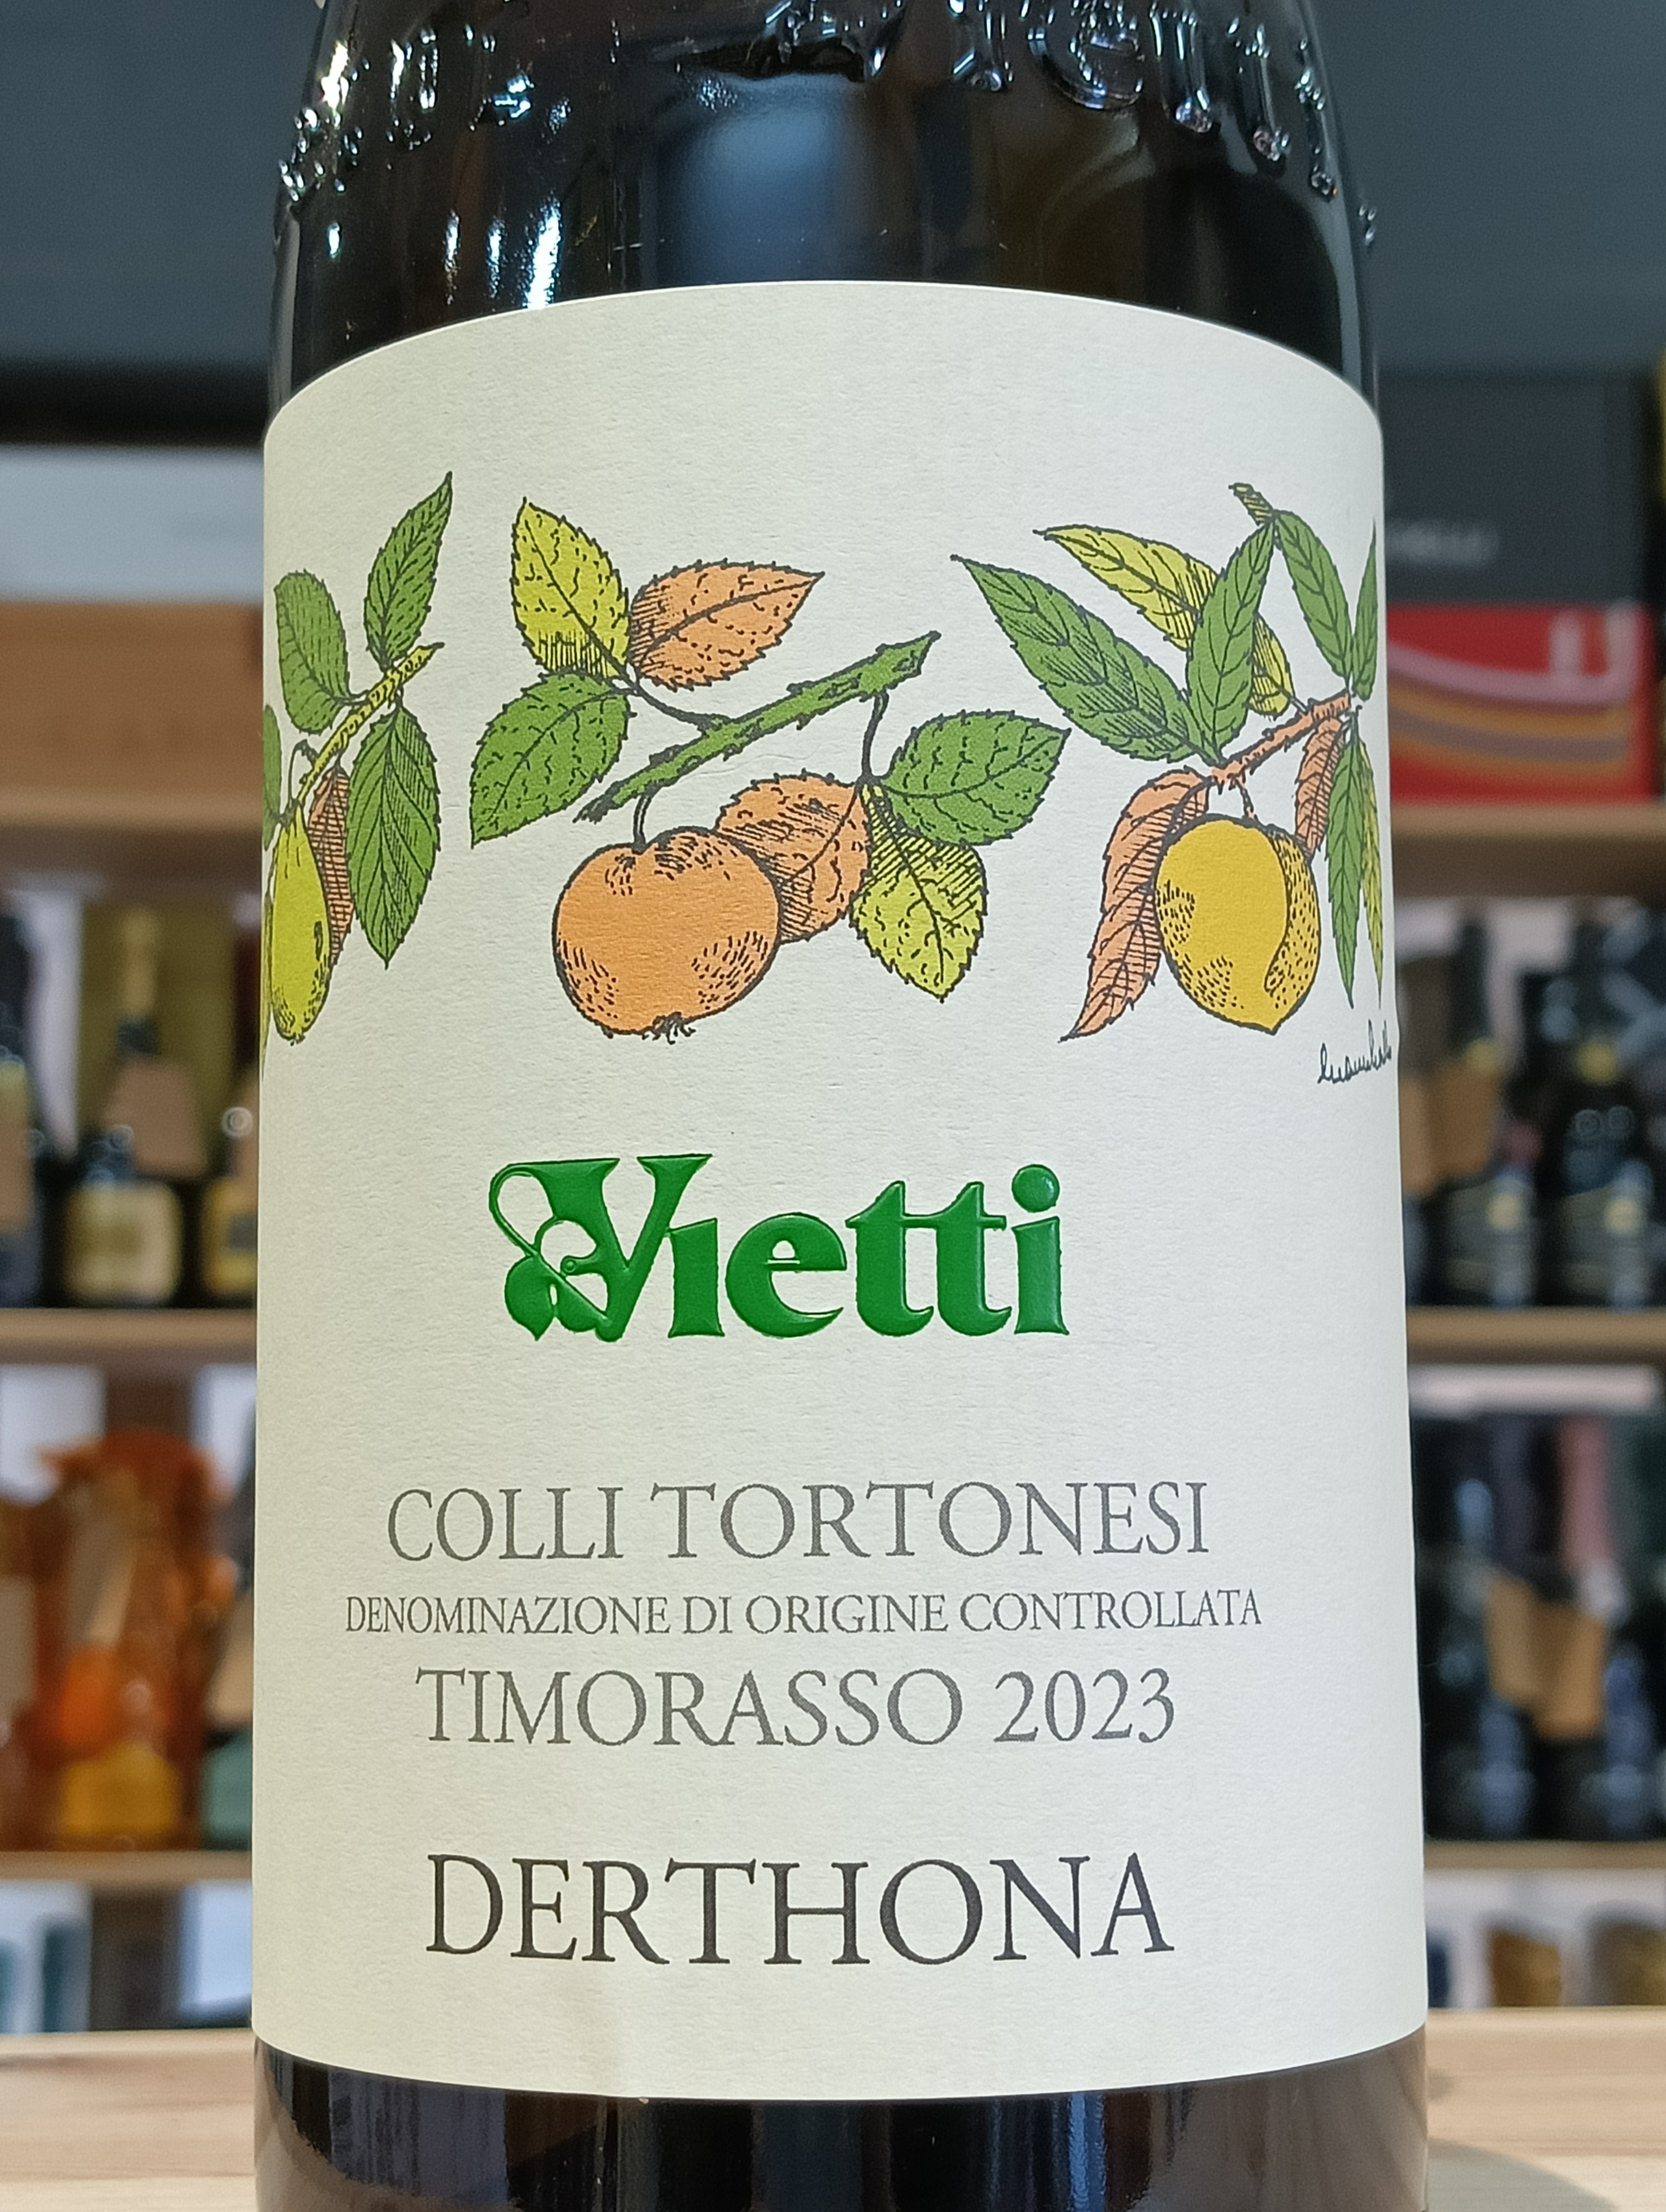 Vietti
COLLI TORTONESI
DENOMINAZIONE DI ORIGINE CONTROLLATA
TIMORASSO 2023
DERTHONA